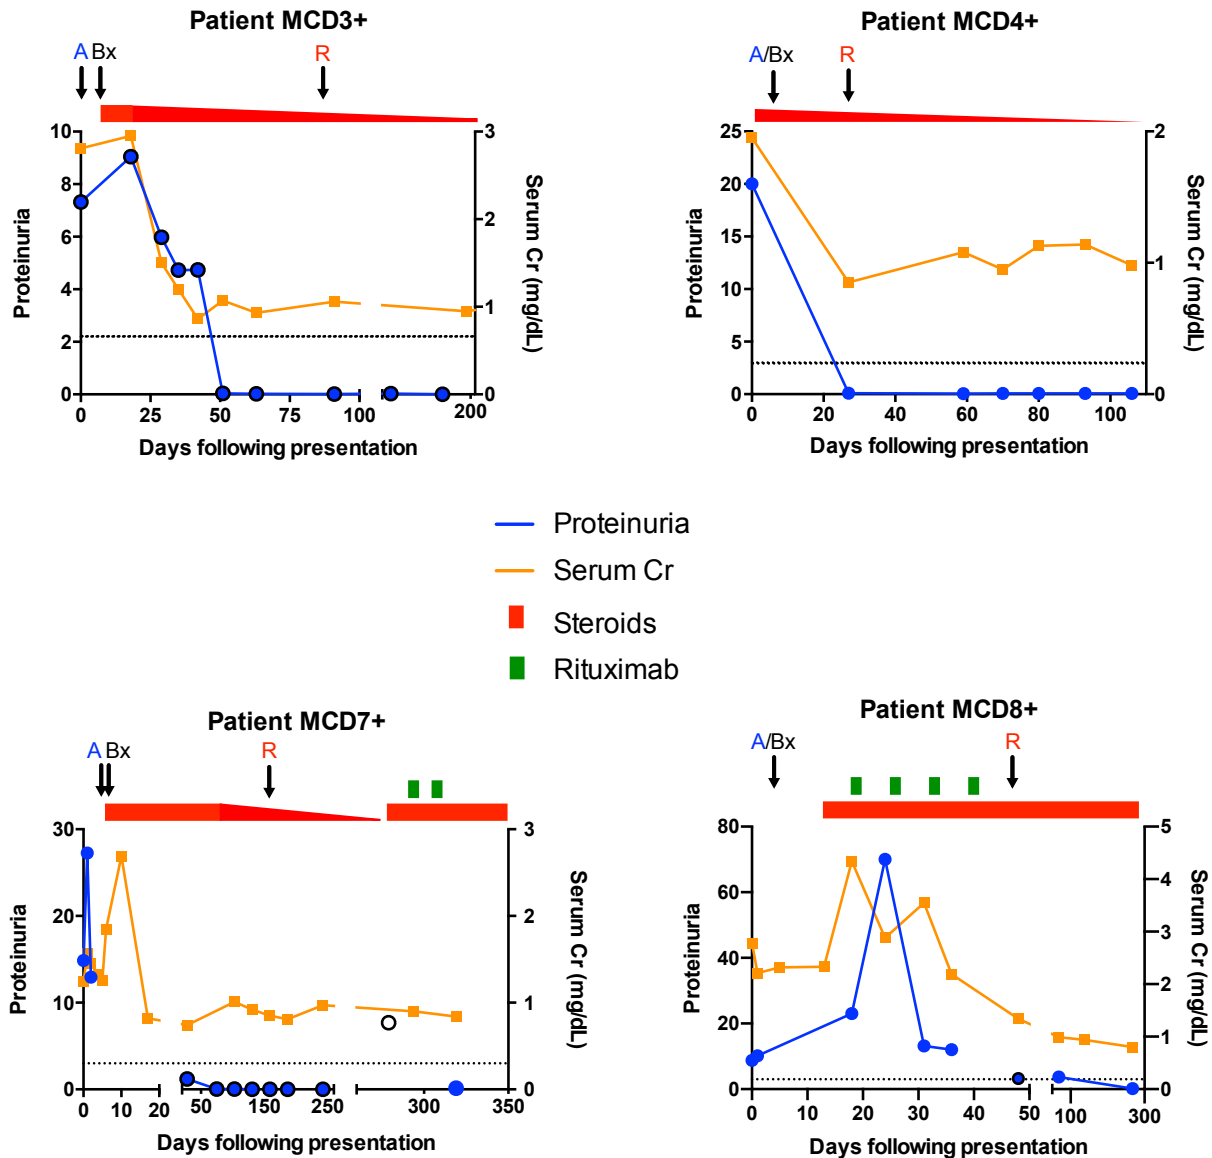 Patient MCD3+
A Bx
R
10
8
6
4
2
0
3
2
1
0
Proteinuria
Serum Cr (mg/dL)
0 25 50 75 100 200
Days following presentation
Patient MCD4+
A/Bx
R
25
20
15
10
5
0
2
1
0
Proteinuria
Serum Cr (mg/dL)
0 20 40 60 80 100
Days following presentation
Proteinuria
Serum Cr
Steroids
Rituximab
Patient MCD7+
A Bx
R
30
20
10
0
3
2
1
0
Proteinuria
Serum Cr (mg/dL)
0 10 20 50 150 250 300 350
Days following presentation
Patient MCD8+
A/Bx
R
80
60
40
20
0
5
4
3
2
1
0
Proteinuria
Serum Cr (mg/dL)
0 10 20 30 40 50 100 300
Days following presentation